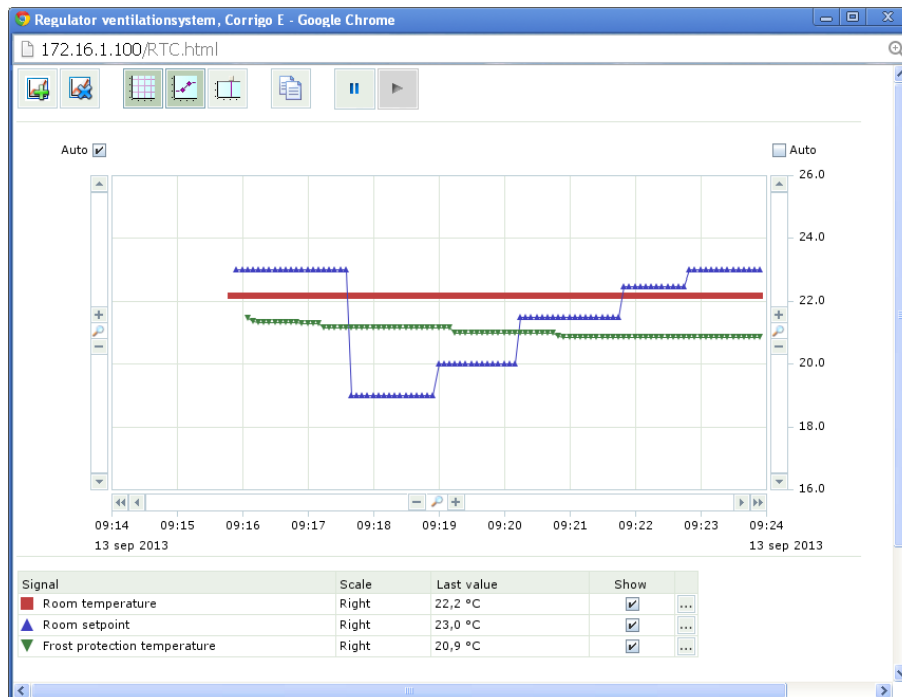 Regulator ventilationsystem, Corrigo E - Google Chrome
172.16.1.100/RTC.html
Auto
Auto
26.0
24.0
22.0
20.0
18.0
16.0
09:14 09:15 09:16 09:17 09:18 09:19 09:20 09:21 09:22 09:23 09:24
13 sep 2013 13 sep 2013
Signal Scale Last value Show
Room temperature Right 22,2 °C ...
Room setpoint Right 23,0 °C ...
Frost protection temperature Right 20,9 °C ...